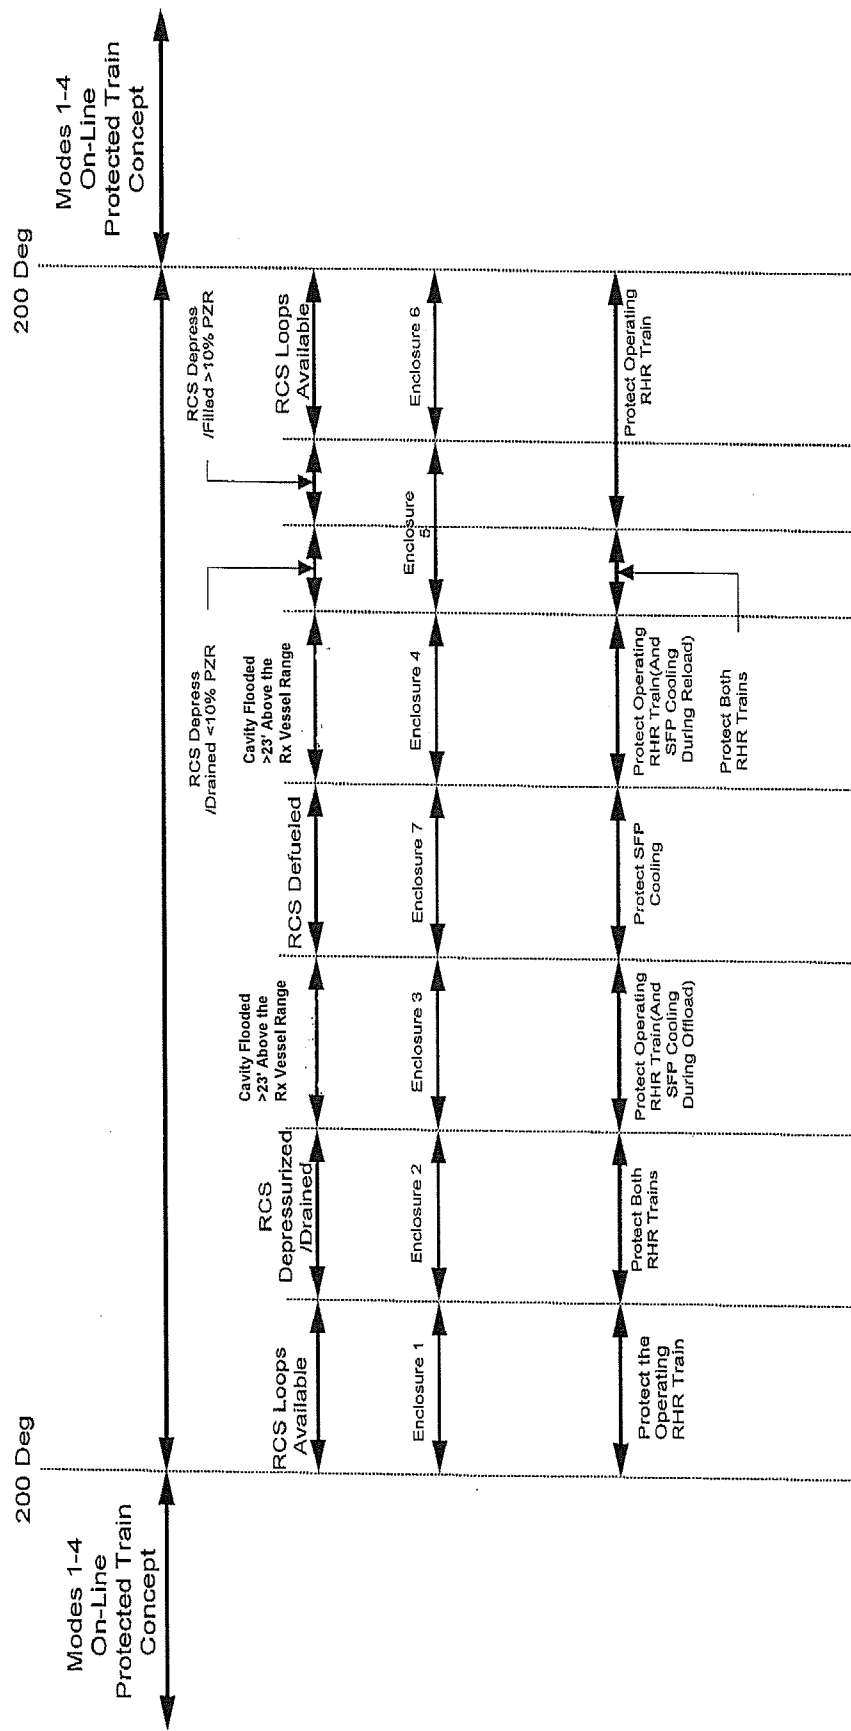 200 Deg
200 Deg
Modes 1-4
On-Line
Protected Train
Concept
Modes 1-4
On-Line
Protected Train
Concept
RCS Depress
/Drained <10% PZR
RCS Depress
/Filled >10% PZR
RCS Loops
Available
RCS
Depressurized
/Drained
Cavity Flooded
>23' Above the
Rx Vessel Range
RCS Defueled
Cavity Flooded
>23' Above the
Rx Vessel Range
RCS Loops
Available
Enclosure 1
Enclosure 2
Enclosure 3
Enclosure 7
Enclosure 4
Enclosure
5
Enclosure 6
Protect the
Operating
RHR Train
Protect Both
RHR Trains
Protect Operating
RHR Train(And
SFP Cooling
During Offload)
Protect SFP
Cooling
Protect Operating
RHR Train(And
SFP Cooling
During Reload)
Protect Both
RHR Trains
Protect Operating
RHR Train